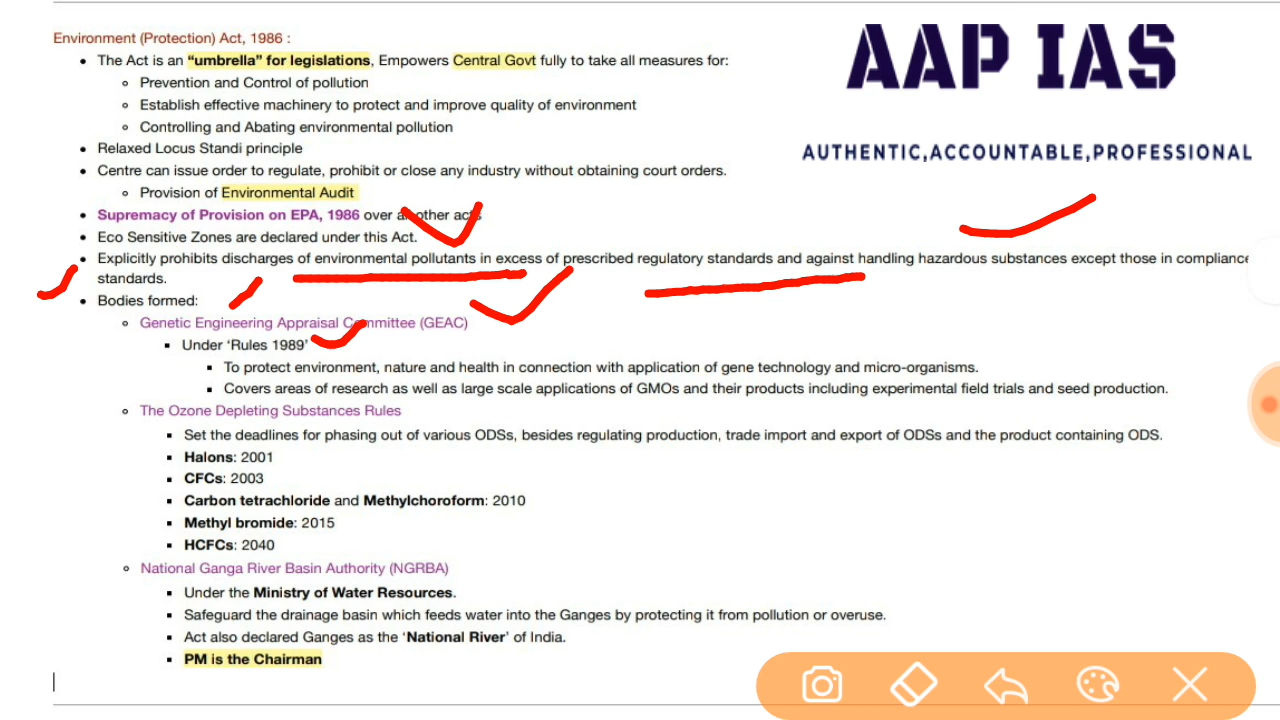 Environment (Protection) Act, 1986 :
AAP IAS
AUTHENTIC,ACCOUNTABLE,PROFESSIONAL
• The Act is an “umbrella” for legislations, Empowers Central Govt fully to take all measures for:
◦ Prevention and Control of pollution
◦ Establish effective machinery to protect and improve quality of environment
◦ Controlling and Abating environmental pollution
• Relaxed Locus Standi principle
• Centre can issue order to regulate, prohibit or close any industry without obtaining court orders.
◦ Provision of Environmental Audit
• Supremacy of Provision on EPA, 1986 over another acts
• Eco Sensitive Zones are declared under this Act.
• Explicitly prohibits discharges of environmental pollutants in excess of prescribed regulatory standards and against handling hazardous substances except those in compliance
standards.
• Bodies formed:
◦ Genetic Engineering Appraisal Committee (GEAC)
▪ Under ‘Rules 1989’
▪ To protect environment, nature and health in connection with application of gene technology and micro-organisms.
▪ Covers areas of research as well as large scale applications of GMOs and their products including experimental field trials and seed production.
◦ The Ozone Depleting Substances Rules
▪ Set the deadlines for phasing out of various ODSs, besides regulating production, trade import and export of ODSs and the product containing ODS.
▪ Halons: 2001
▪ CFCs: 2003
▪ Carbon tetrachloride and Methylchoroform: 2010
▪ Methyl bromide: 2015
▪ HCFCs: 2040
◦ National Ganga River Basin Authority (NGRBA)
▪ Under the Ministry of Water Resources.
▪ Safeguard the drainage basin which feeds water into the Ganges by protecting it from pollution or overuse.
▪ Act also declared Ganges as the ‘National River’ of India.
▪ PM is the Chairman